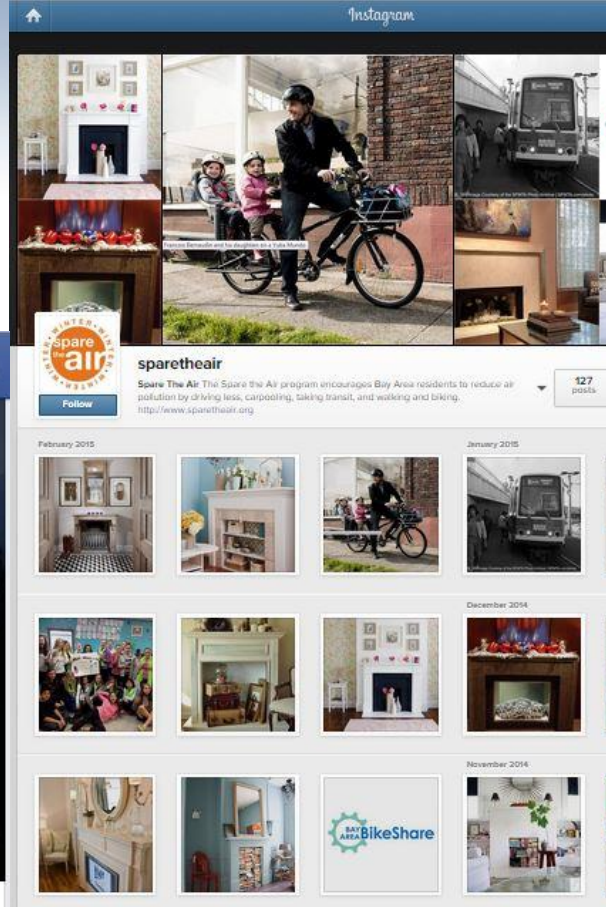 Instagram
Francois Bernaudin and his daughters on a Yuba Mundo
WINTER · WINTER · WINTER · WINTER
spare
the
air
sparetheair
Spare The Air The Spare the Air program encourages Bay Area residents to reduce air
pollution by driving less, carpooling, taking transit, and walking and biking.
http://www.sparetheair.org
127
posts
Follow
February 2015
January 2015
December 2014
November 2014
BAY
AREA BikeShare